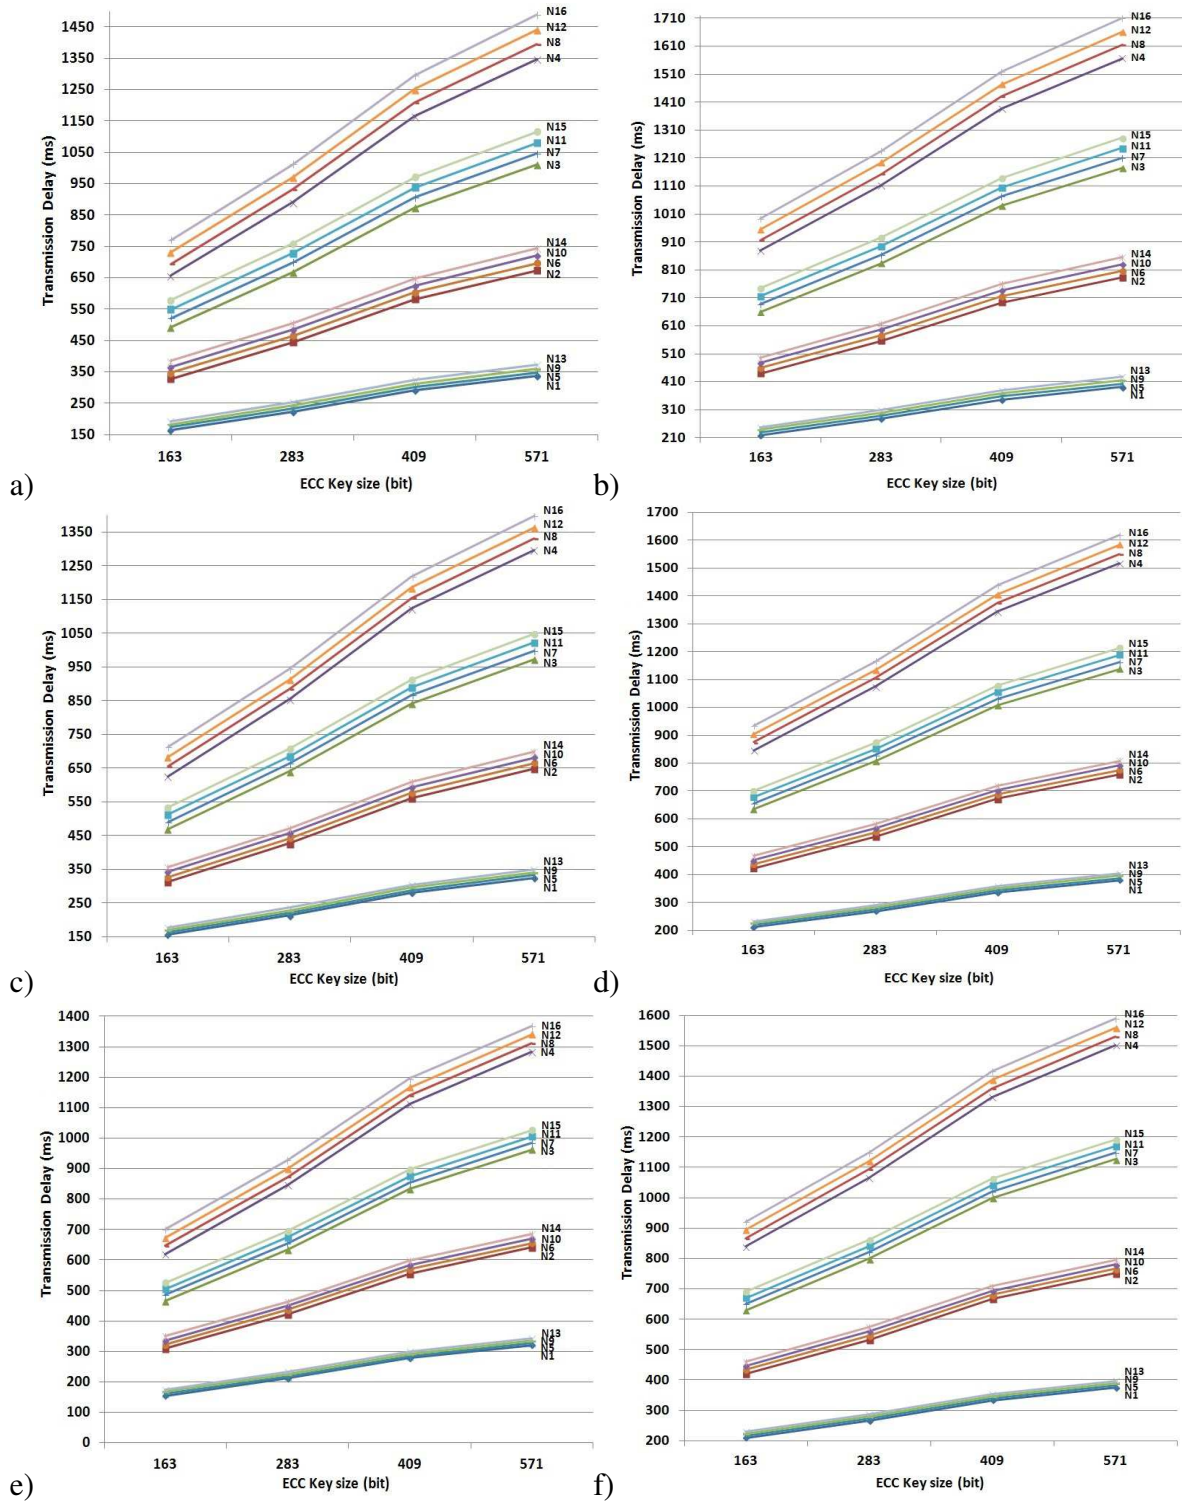 1450
1350
1250
1150
1050
950
850
750
650
550
450
350
250
150
Transmission Delay (ms)
N16
N12
N8
N4
N15
N11
N7
N3
N14
N10
N6
N2
N13
N9
N5
N1
163 283 409 571
ECC Key size (bit)
a)
1710
1610
1510
1410
1310
1210
1110
1010
910
810
710
610
510
410
310
210
Transmission Delay (ms)
N16
N12
N8
N4
N15
N11
N7
N3
N14
N10
N6
N2
N13
N9
N5
N1
163 283 409 571
ECC Key size (bit)
b)
1350
1250
1150
1050
950
850
750
650
550
450
350
250
150
Transmission Delay (ms)
N16
N12
N8
N4
N15
N11
N7
N3
N14
N10
N6
N2
N13
N9
N5
N1
163 283 409 571
ECC Key size (bit)
c)
1700
1600
1500
1400
1300
1200
1100
1000
900
800
700
600
500
400
300
200
Transmission Delay (ms)
N16
N12
N8
N4
N15
N11
N7
N3
N14
N10
N6
N2
N13
N9
N5
N1
163 283 409 571
ECC Key size (bit)
d)
1400
1300
1200
1100
1000
900
800
700
600
500
400
300
200
100
0
Transmission Delay (ms)
N16
N12
N8
N4
N15
N11
N7
N3
N14
N10
N6
N2
N13
N9
N5
N1
163 283 409 571
ECC Key size (bit)
e)
1600
1500
1400
1300
1200
1100
1000
900
800
700
600
500
400
300
200
Transmission Delay (ms)
N16
N12
N8
N4
N15
N11
N7
N3
N14
N10
N6
N2
N13
N9
N5
N1
163 283 409 571
ECC Key size (bit)
f)